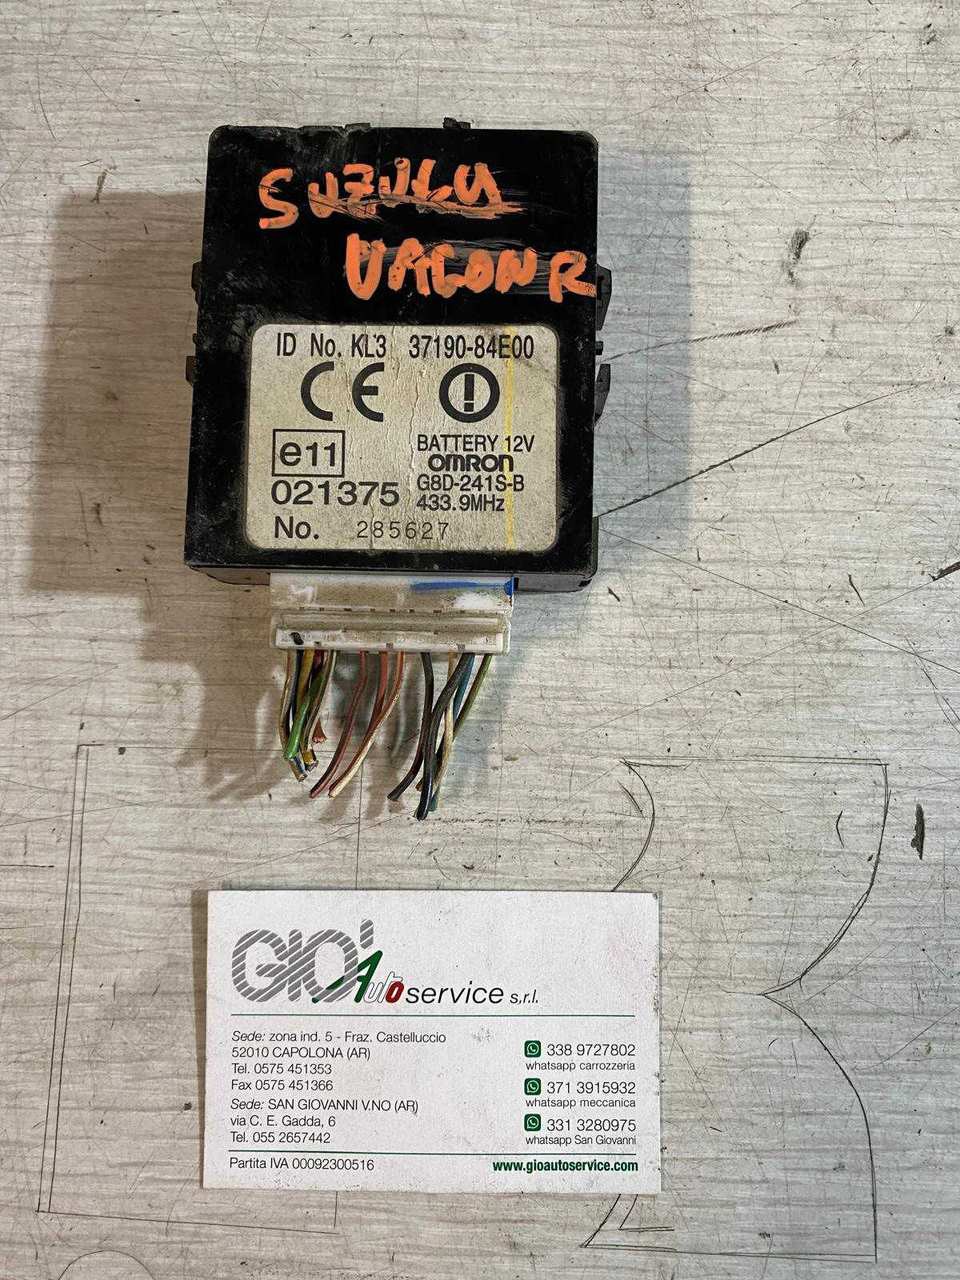 SUZUKU
VAGON R
ID No. KL3 37190-84E00
CE
e11
021375
BATTERY 12V
OMRON
G8D-241S-B
433.9MHz
No. 285627
GIO' Auto service s.r.l.
Sede: zona ind. 5 - Fraz. Castelluccio
52010 CAPOLONA (AR)
Tel. 0575 451353
Fax 0575 451366
Sede: SAN GIOVANNI V.NO (AR)
via C. E. Gadda, 6
Tel. 055 2657442
338 9727802
whatsapp carrozzeria
371 3915932
whatsapp meccanica
331 3280975
whatsapp San Giovanni
Partita IVA 00092300516
www.gioautoservice.com